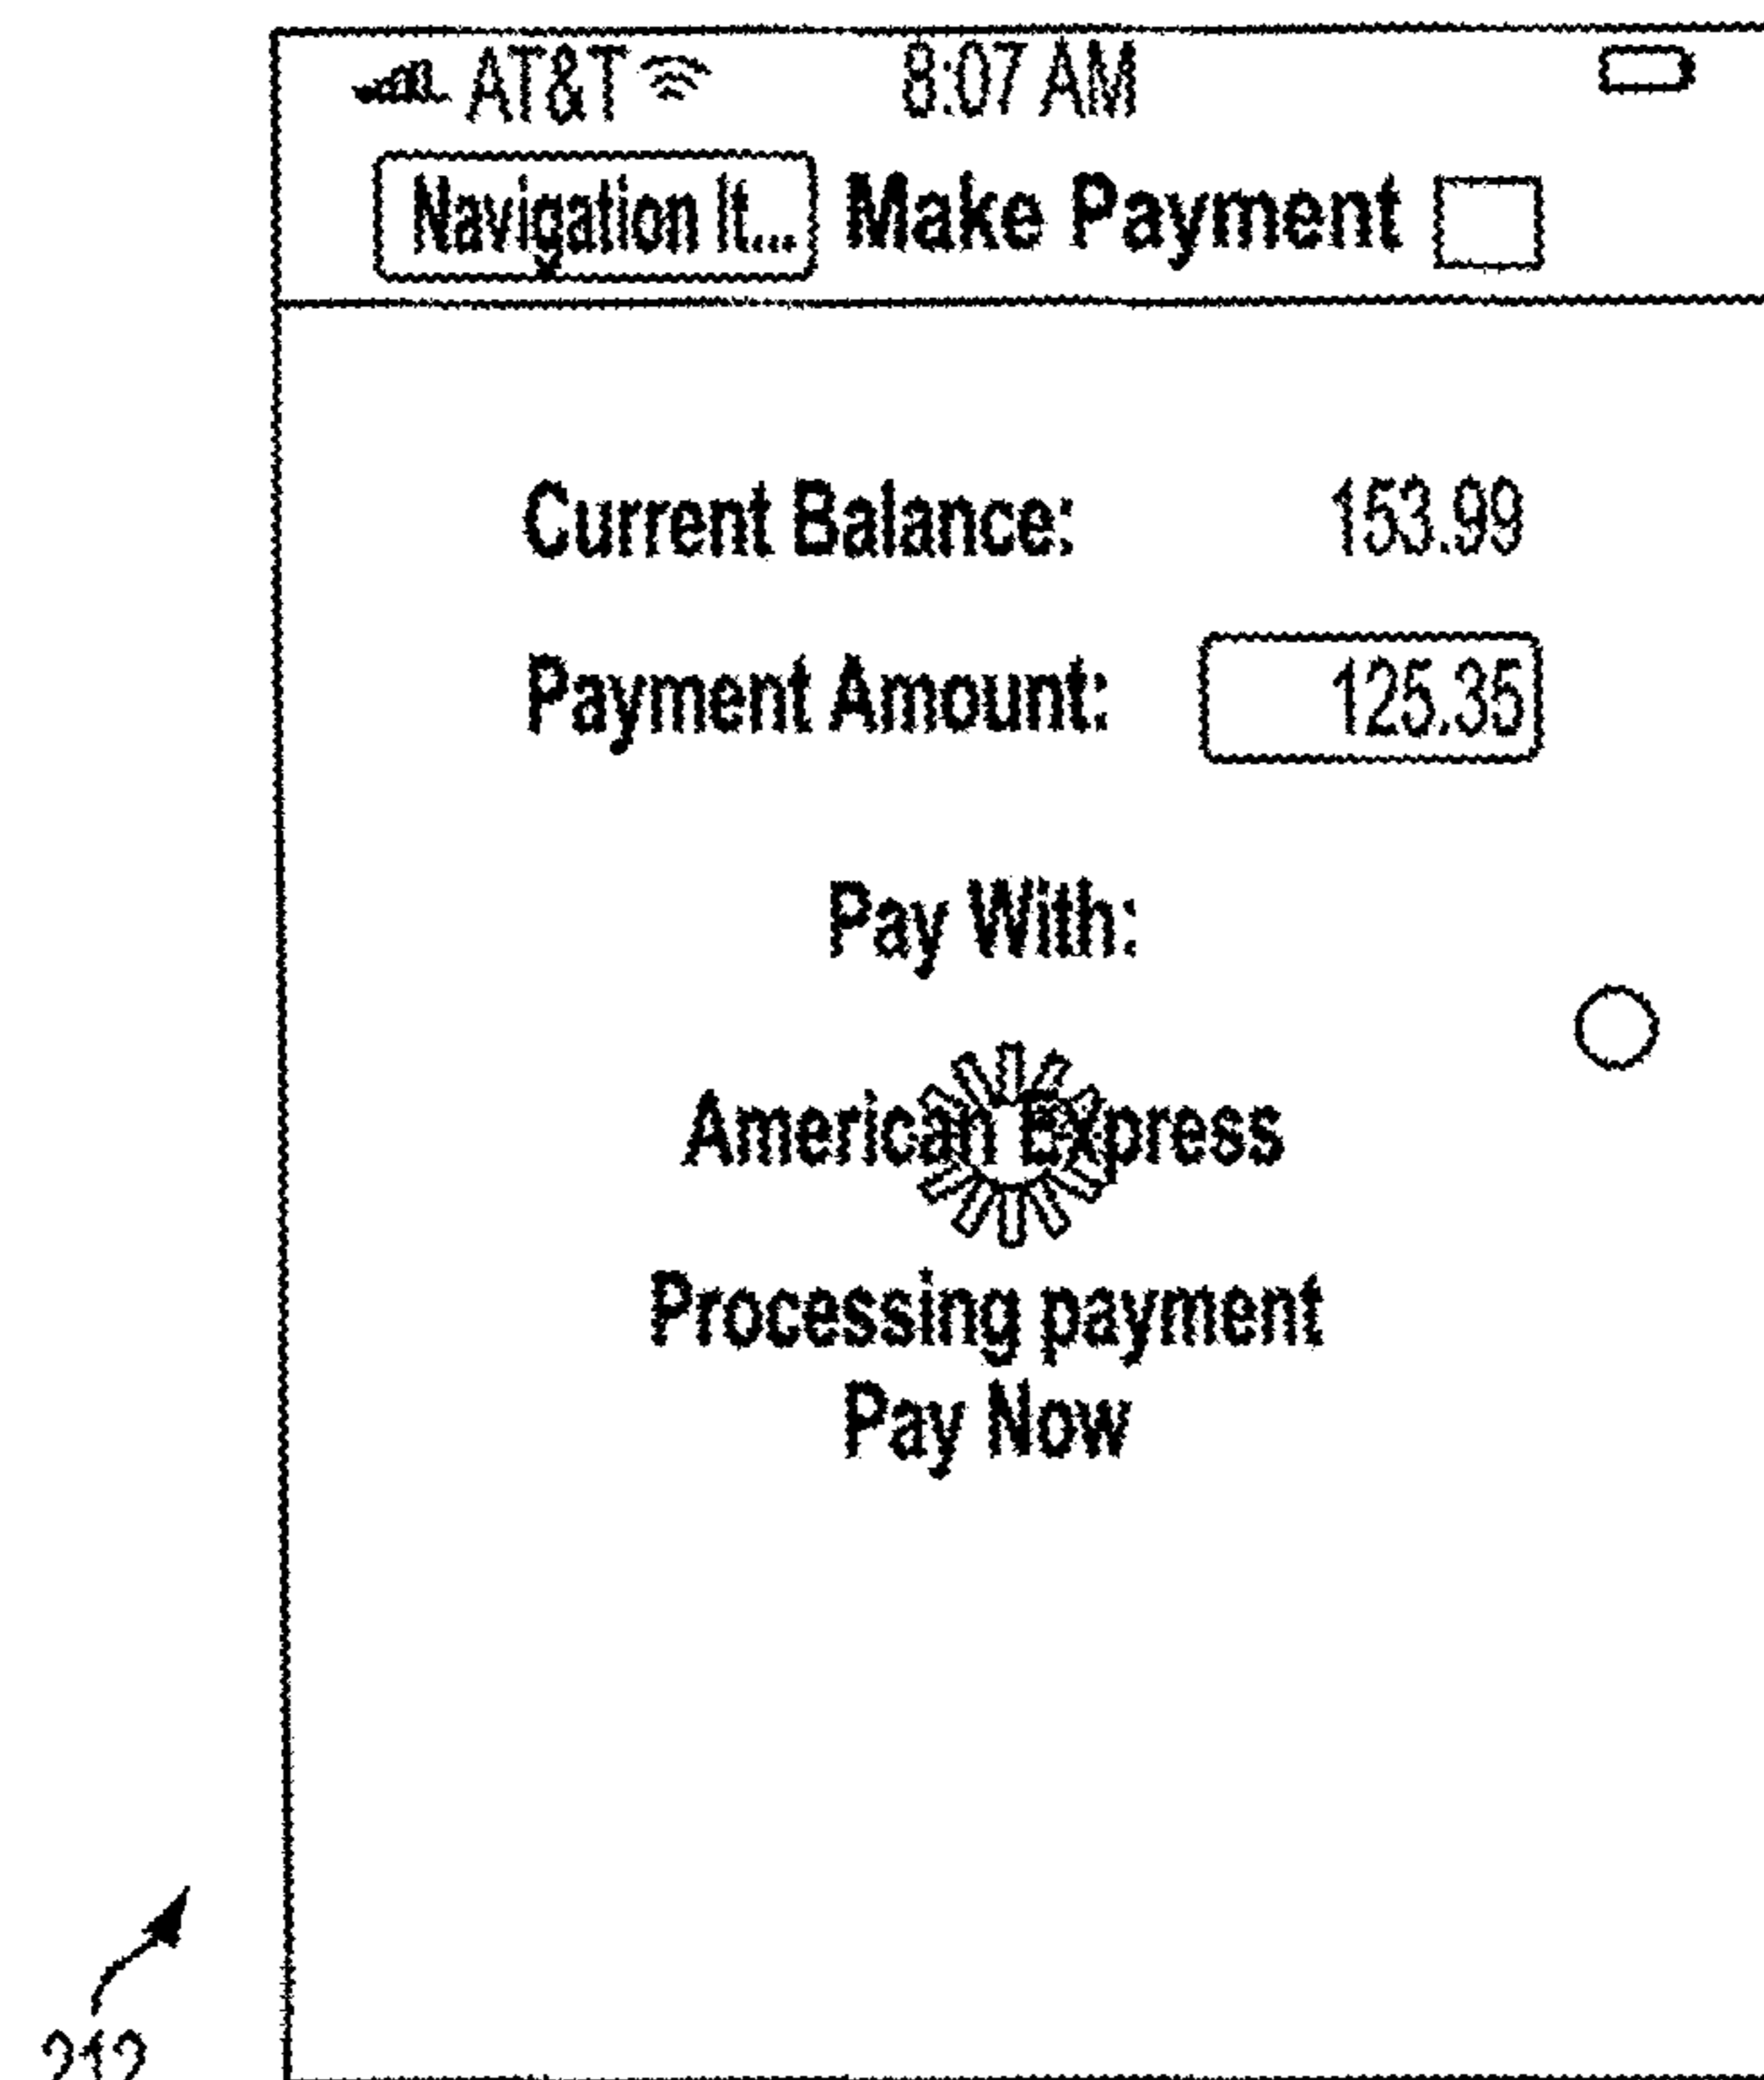 AT&T 8:07 AM
Navigation It... Make Payment
Current Balance: 153.99
Payment Amount: 125.35
Pay With:
American Express
Processing payment
Pay Now
212